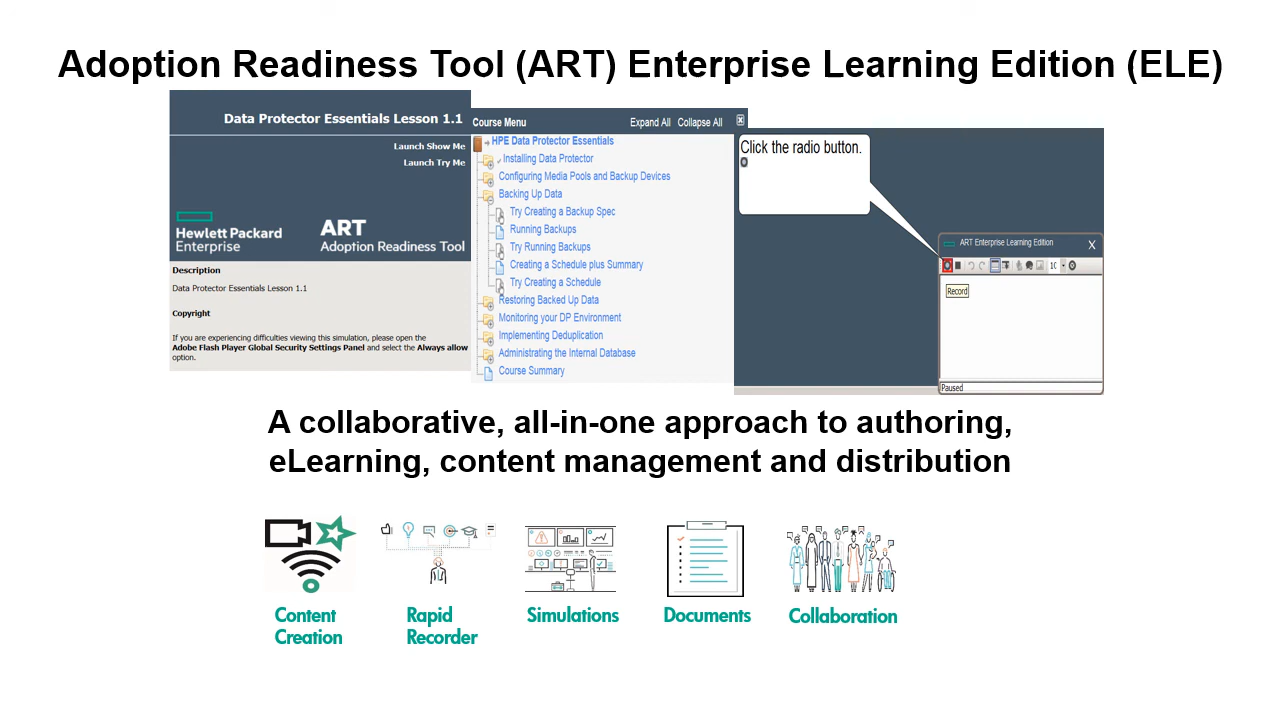 Adoption Readiness Tool (ART) Enterprise Learning Edition (ELE)
Data Protector Essentials Lesson 1.1
Launch Show Me
Launch Try Me
Hewlett Packard
Enterprise
ART
Adoption Readiness Tool
Description
Data Protector Essentials Lesson 1.1
Copyright
If you are experiencing difficulties viewing this simulation, please open the
Adobe Flash Player Global Security Settings Panel and select the Always allow
option.
Course Menu Expand All Collapse All
HPE Data Protector Essentials
Installing Data Protector
Configuring Media Pools and Backup Devices
Backing Up Data
Try Creating a Backup Spec
Running Backups
Try Running Backups
Creating a Schedule plus Summary
Try Creating a Schedule
Restoring Backed Up Data
Monitoring your DP Environment
Implementing Deduplication
Administrating the Internal Database
Course Summary
Click the radio button.
ART Enterprise Learning Edition X
10
Record
Paused
A collaborative, all-in-one approach to authoring,
eLearning, content management and distribution
Content
Creation
Rapid
Recorder
Simulations
Documents
Collaboration